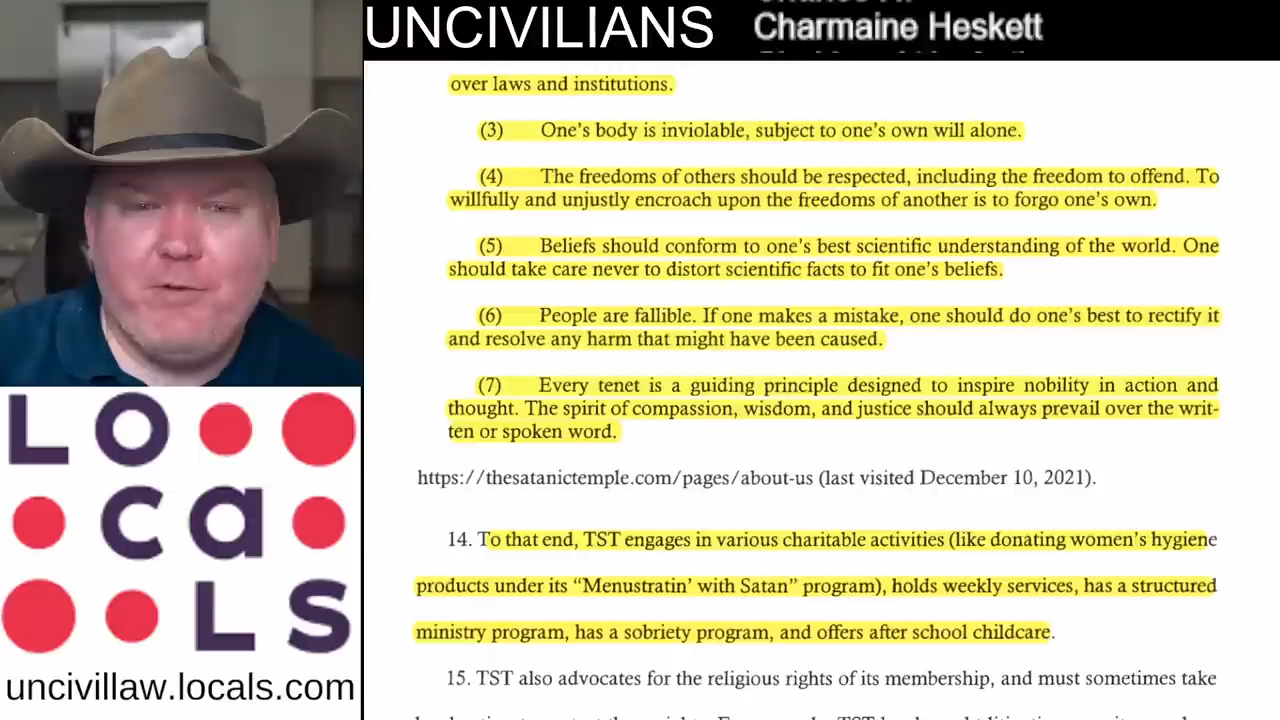 UNCIVILIANS
Charmaine Heskett
over laws and institutions.
(3) One's body is inviolable, subject to one's own will alone.
(4) The freedoms of others should be respected, including the freedom to offend. To
willfully and unjustly encroach upon the freedoms of another is to forgo one's own.
(5) Beliefs should conform to one's best scientific understanding of the world. One
should take care never to distort scientific facts to fit one's beliefs.
(6) People are fallible. If one makes a mistake, one should do one's best to rectify it
and resolve any harm that might have been caused.
(7) Every tenet is a guiding principle designed to inspire nobility in action and
thought. The spirit of compassion, wisdom, and justice should always prevail over the writ-
ten or spoken word.
https://thesatanictemple.com/pages/about-us (last visited December 10, 2021).
14. To that end, TST engages in various charitable activities (like donating women's hygiene
products under its “Menustratin’ with Satan” program), holds weekly services, has a structured
ministry program, has a sobriety program, and offers after school childcare.
15. TST also advocates for the religious rights of its membership, and must sometimes take
LOcaLS
uncivillaw.locals.com